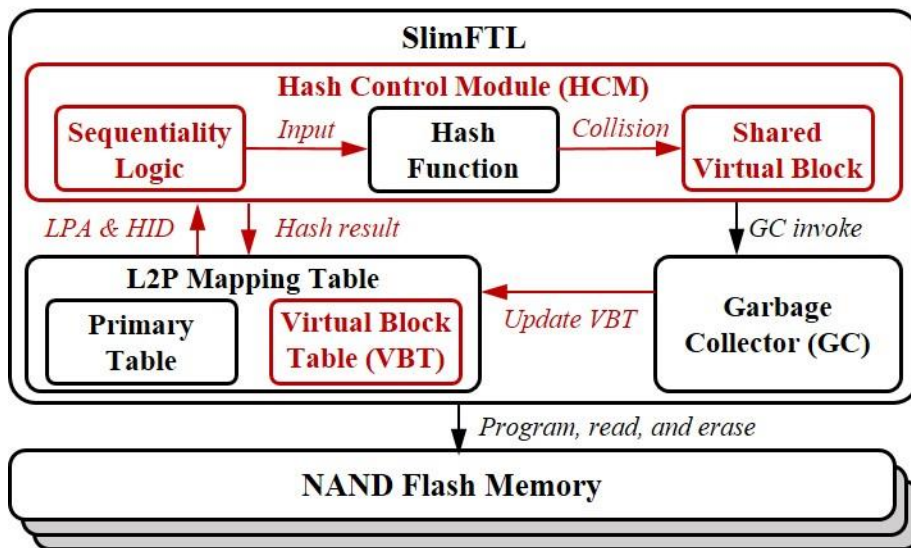 SlimFTL
Hash Control Module (HCM)
Sequentiality
Logic
Input
Hash
Function
Collision
Shared
Virtual Block
LPA & HID
Hash result
GC invoke
L2P Mapping Table
Primary
Table
Virtual Block
Table (VBT)
Update VBT
Garbage
Collector (GC)
Program, read, and erase
NAND Flash Memory